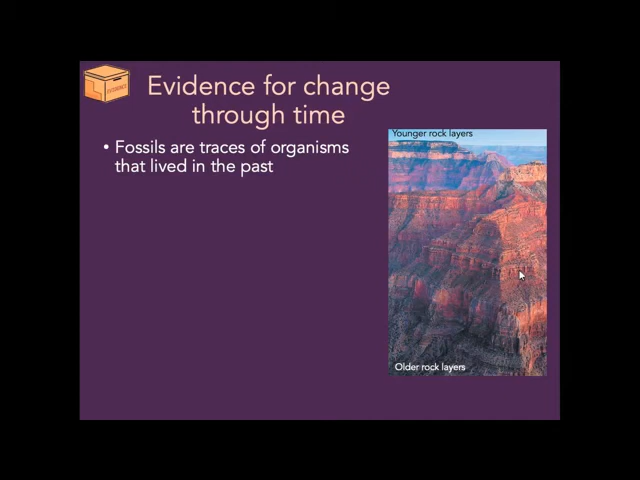 Evidence for change
through time
• Fossils are traces of organisms
that lived in the past
Younger rock layers
Older rock layers
EVIDENCE